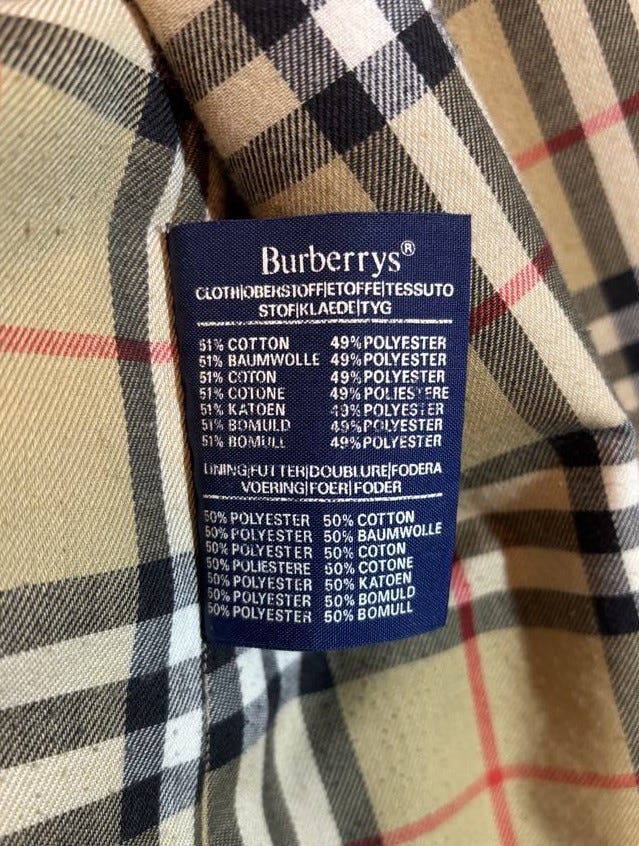 Burberrys®
CLOTH|OBERSTOFF|ETOFFE|TESSUTO
STOF|KLAEDE|TYG
51% COTTON 49% POLYESTER
51% BAUMWOLLE 49% POLYESTER
51% COTON 49% POLYESTER
51% COTONE 49% POLIESTERE
51% KATOEN 49% POLYESTER
51% BOMULD 49% POLYESTER
51% BOMULL 49% POLYESTER
LINING|FUTTER|DOUBLURE|FODERA
VOERING|FOER|FODER
50% POLYESTER 50% COTTON
50% POLYESTER 50% BAUMWOLLE
50% POLYESTER 50% COTON
50% POLIESTERE 50% COTONE
50% POLYESTER 50% KATOEN
50% POLYESTER 50% BOMULD
50% POLYESTER 50% BOMULL